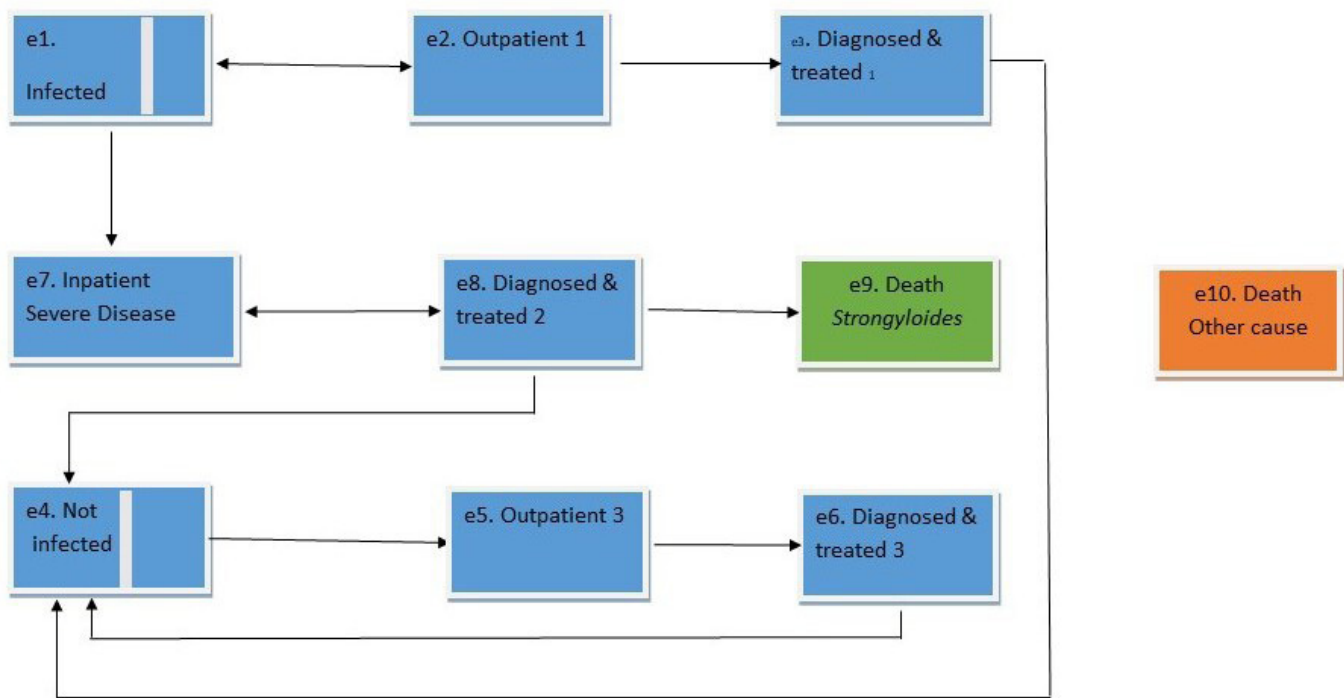 e1.
Infected
e2. Outpatient 1
e3. Diagnosed &
treated 1
e7. Inpatient
Severe Disease
e8. Diagnosed &
treated 2
e9. Death
Strongyloides
e10. Death
Other cause
e4. Not
infected
e5. Outpatient 3
e6. Diagnosed &
treated 3